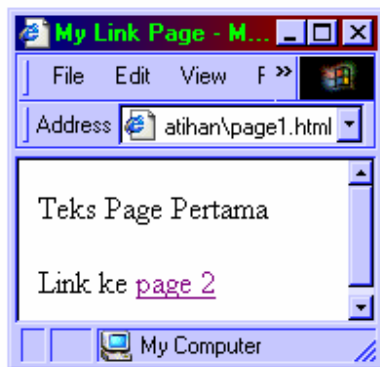 My Link Page - M...
File Edit View F »
Address atihan\page1.html
Teks Page Pertama
Link ke page 2
My Computer